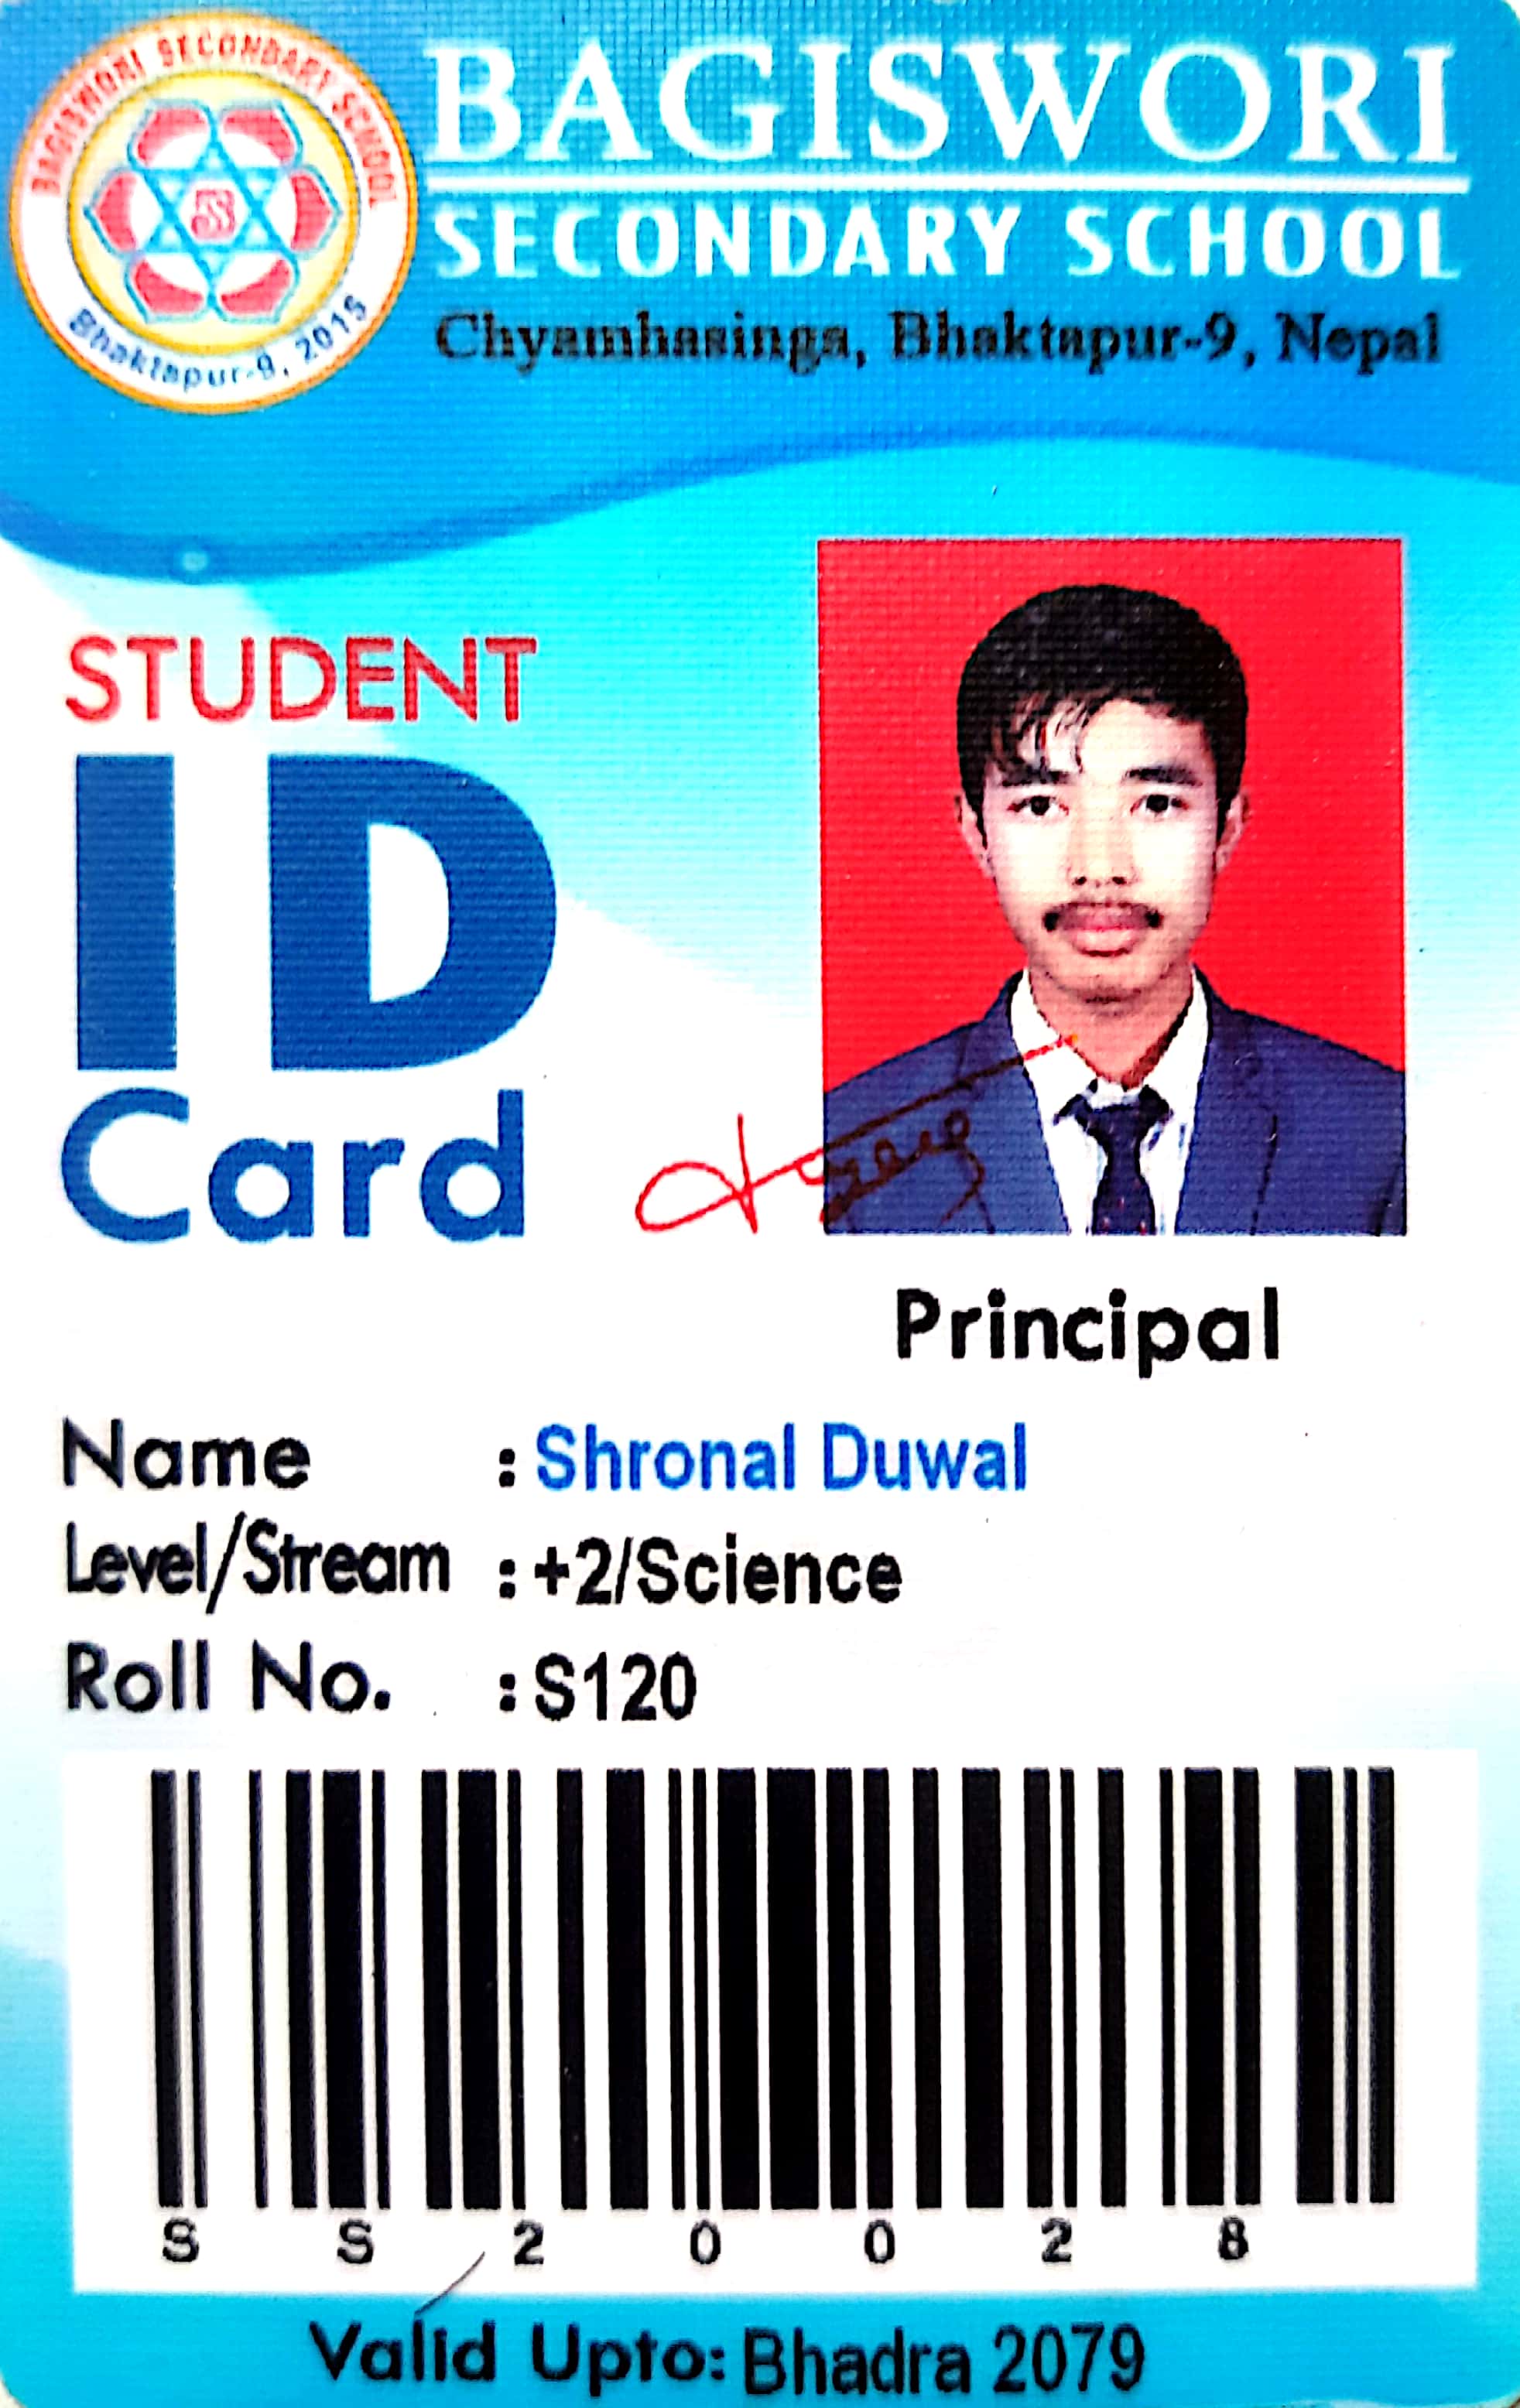 BAGISWORI SECONDARY SCHOOL
Bhaktapur-9, 2015
BAGISWORI
SECONDARY SCHOOL
Chyamhasinga, Bhaktapur-9, Nepal
STUDENT
ID
Card
Principal
Name : Shronal Duwal
Level/Stream : +2/Science
Roll No. : S120
S S 2 0 0 2 8
Valid Upto: Bhadra 2079